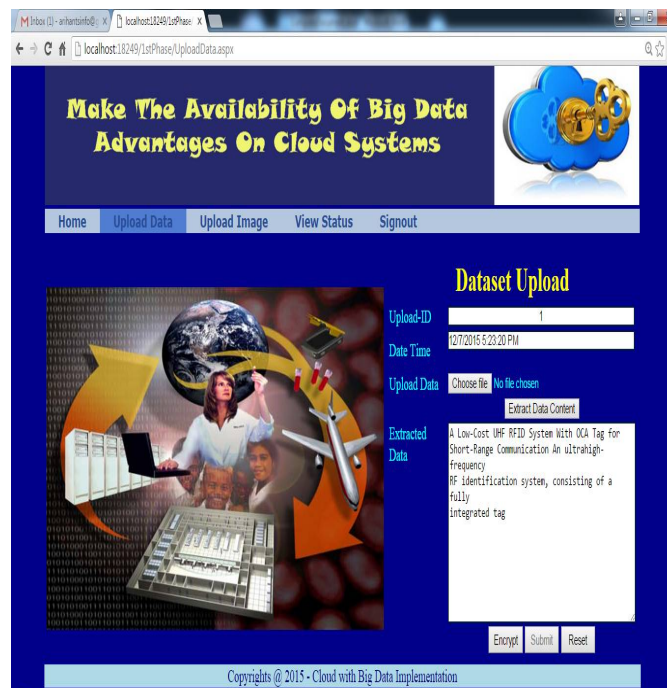 Inbox (1) - arihantsinfo@g
localhost:18249/1stPhase/
localhost:18249/1stPhase/UploadData.aspx
Make The Availability Of Big Data
Advantages On Cloud Systems
Home Upload Data Upload Image View Status Signout
Dataset Upload
Upload-ID 1
Date Time 12/7/2015 5:23:20 PM
Upload Data Choose file No file chosen
Extract Data Content
Extracted
Data
A Low-Cost UHF RFID System With OCA Tag for
Short-Range Communication An ultrahigh-
frequency
RF identification system, consisting of a
fully
integrated tag
Encrypt Submit Reset
Copyrights @ 2015 - Cloud with Big Data Implementation